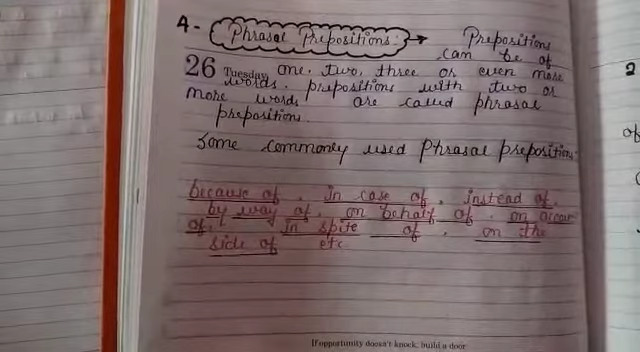 4- Phrasal Prepositions: → Prepositions
can be of
26 Tuesday one, two, three or even more
words. prepositions with two or
more words are called phrasal
prepositions.
Some commonly used Phrasal prepositions:
because of, in case of, instead of,
by way of, on behalf of, on accoun
of, in spite of, on the
side of etc
If opportunity doesn't knock, build a door
2
of